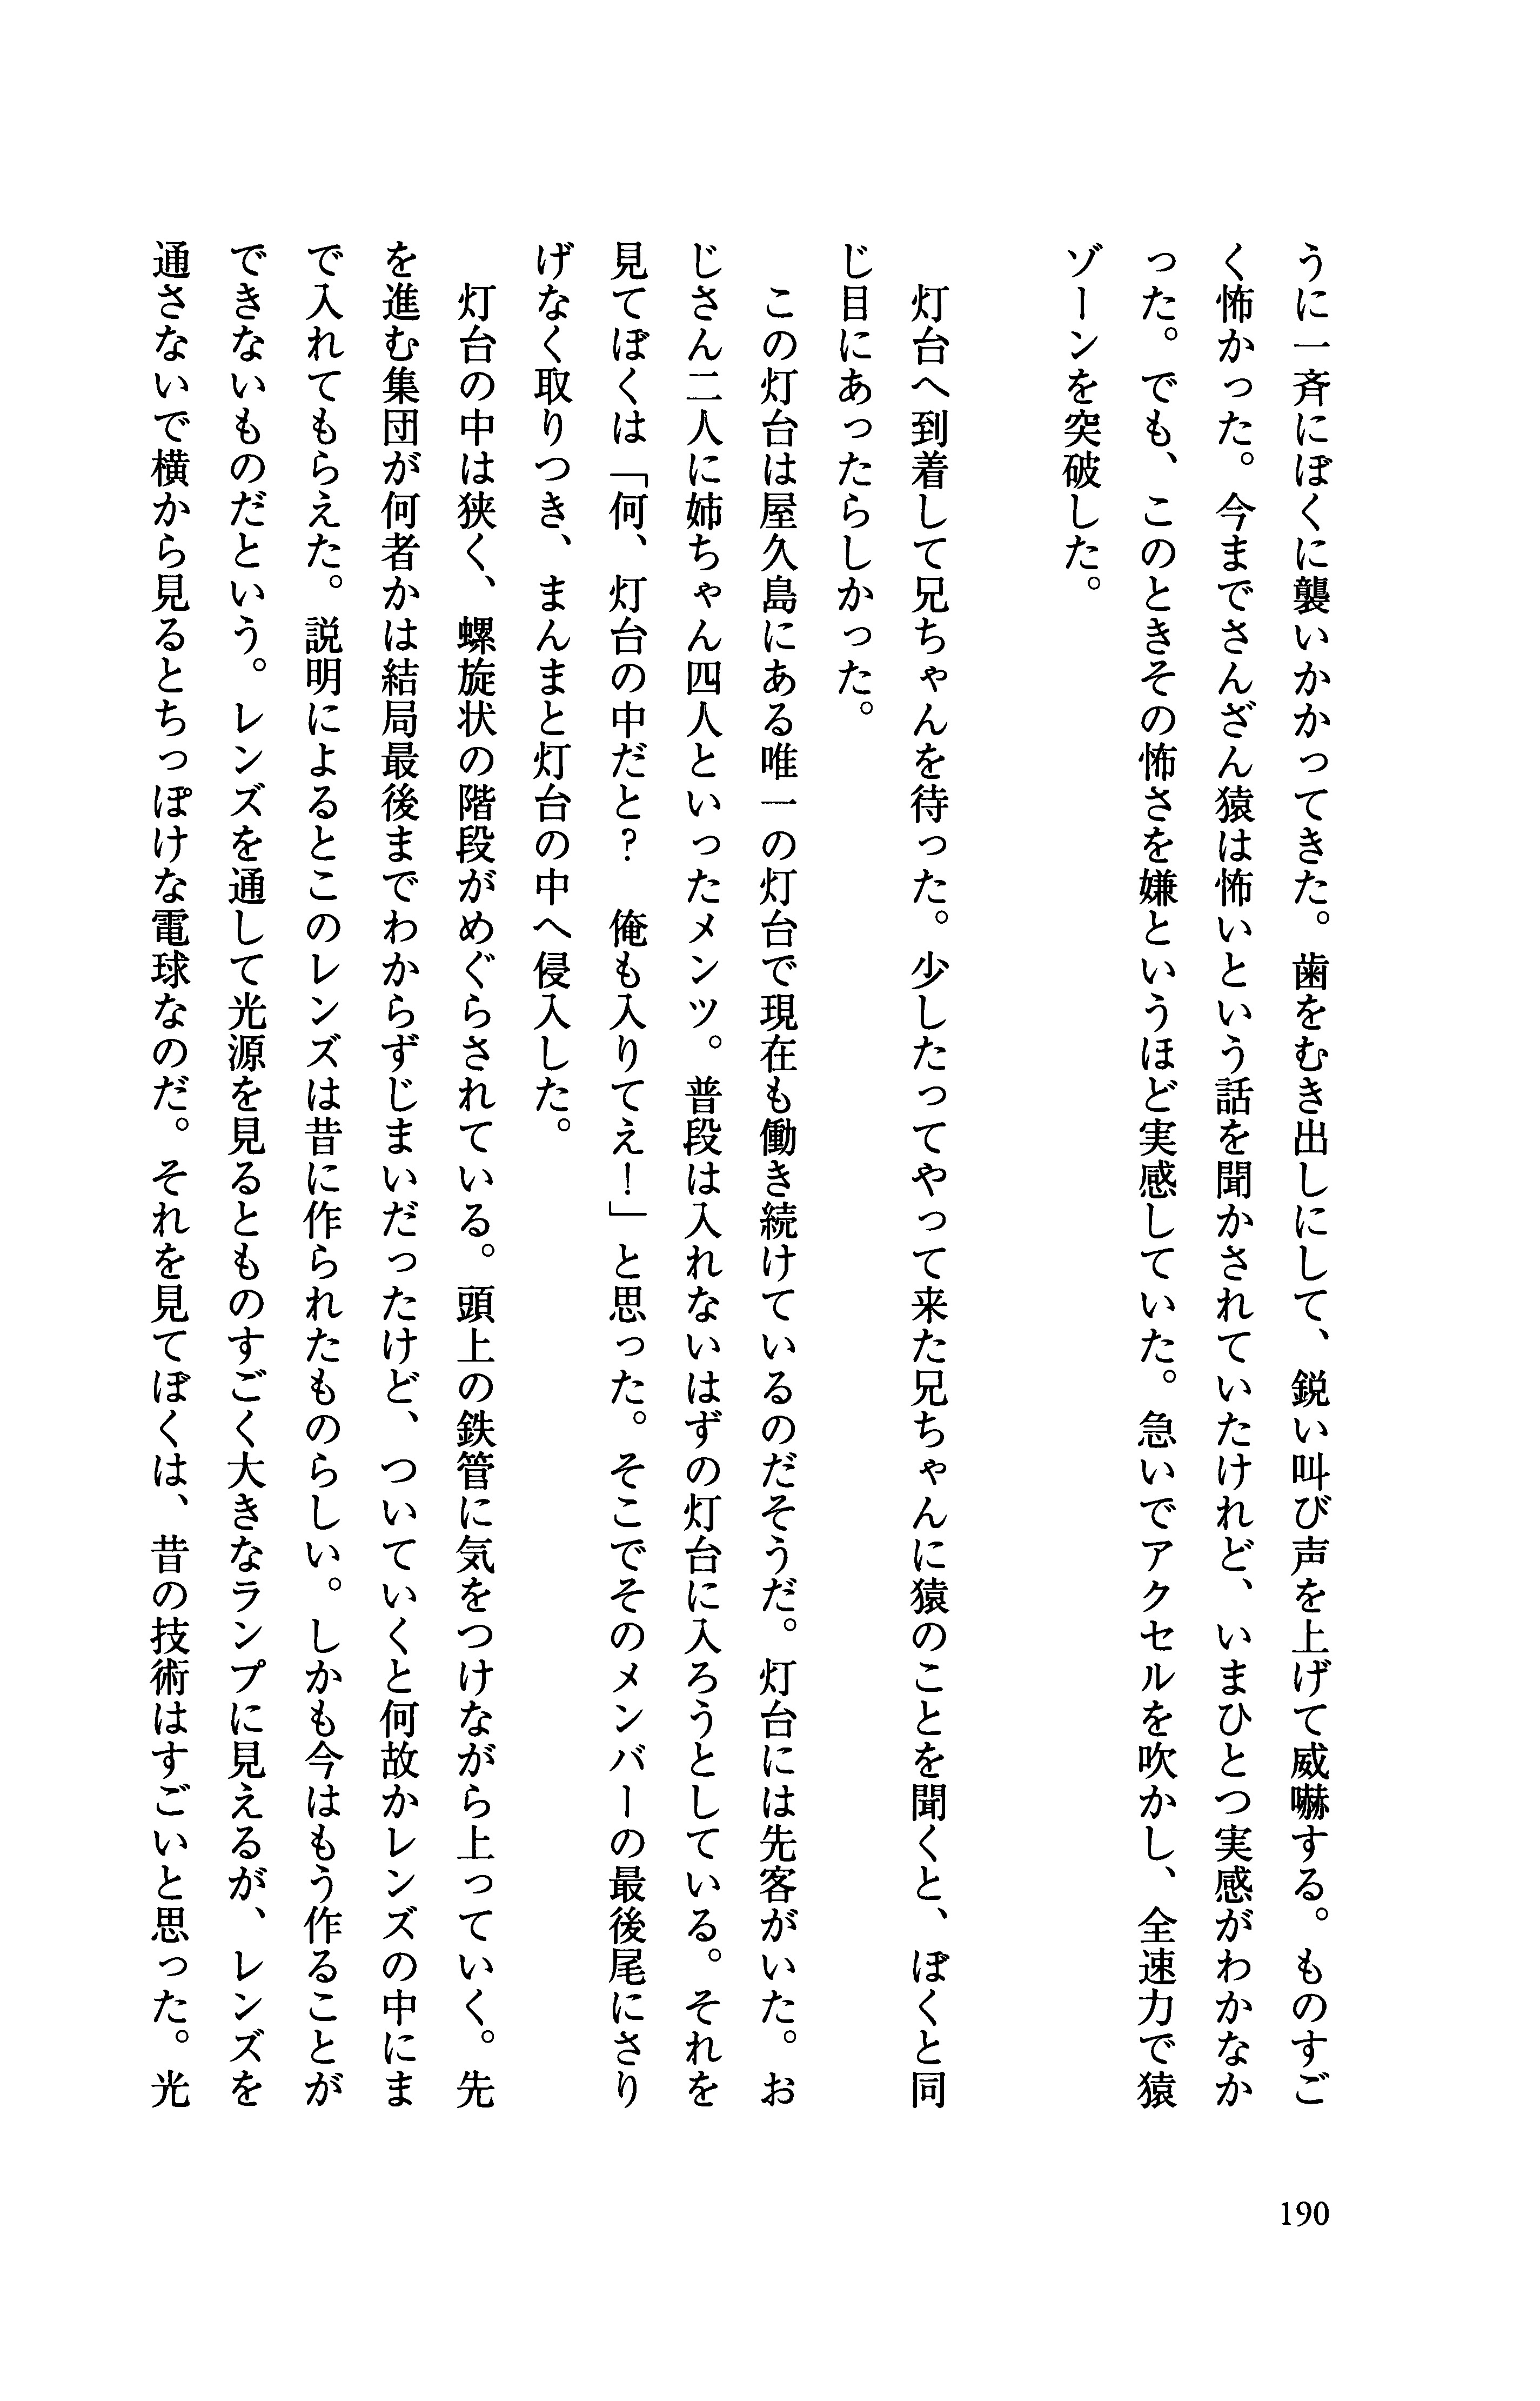 うに一斉にぼくに襲いかかってきた。歯をむき出しにして、鋭い叫び声を上げて威嚇する。ものすご
く怖かった。今までさんざん猿は怖いという話を聞かされていたけれど、いまひとつ実感がわかなか
った。でも、このときその怖さを嫌というほど実感していた。急いでアクセルを吹かし、全速力で猿
ゾーンを突破した。
　灯台へ到着して兄ちゃんを待った。少したってやって来た兄ちゃんに猿のことを聞くと、ぼくと同
じ目にあったらしかった。
　この灯台は屋久島にある唯一の灯台で現在も働き続けているのだそうだ。灯台には先客がいた。お
じさん二人に姉ちゃん四人といったメンツ。普段は入れないはずの灯台に入ろうとしている。それを
見てぼくは「何、灯台の中だと？　俺も入りてえ！」と思った。そこでそのメンバーの最後尾にさり
げなく取りつき、まんまと灯台の中へ侵入した。
　灯台の中は狭く、螺旋状の階段がめぐらされている。頭上の鉄管に気をつけながら上っていく。先
を進む集団が何者かは結局最後までわからずじまいだったけど、ついていくと何故かレンズの中にま
で入れてもらえた。説明によるとこのレンズは昔に作られたものらしい。しかも今はもう作ることが
できないものだという。レンズを通して光源を見るとものすごく大きなランプに見えるが、レンズを
通さないで横から見るとちっぽけな電球なのだ。それを見てぼくは、昔の技術はすごいと思った。光
190